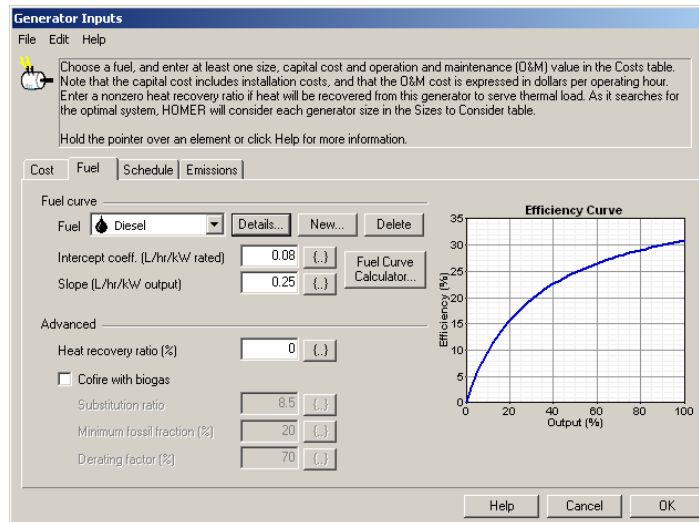 Generator Inputs
File Edit Help
Choose a fuel, and enter at least one size, capital cost and operation and maintenance (O&M) value in the Costs table.
Note that the capital cost includes installation costs, and that the O&M cost is expressed in dollars per operating hour.
Enter a nonzero heat recovery ratio if heat will be recovered from this generator to serve thermal load. As it searches for
the optimal system, HOMER will consider each generator size in the Sizes to Consider table.
Hold the pointer over an element or click Help for more information.
Cost Fuel Schedule Emissions
Fuel curve
Fuel Diesel Details... New... Delete
Intercept coeff. (L/hr/kW rated) 0.08 {..}
Slope (L/hr/kW output) 0.25 {..}
Fuel Curve
Calculator...
Advanced
Heat recovery ratio (%) 0 {..}
Cofire with biogas
Substitution ratio 8.5 {..}
Minimum fossil fraction (%) 20 {..}
Derating factor (%) 70 {..}
Efficiency Curve
Efficiency (%)
35
30
25
20
15
10
5
0
0 20 40 60 80 100
Output (%)
Help Cancel OK